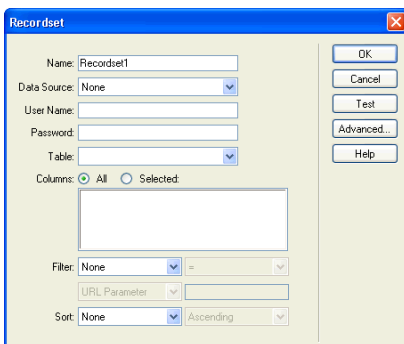 Recordset
Name: Recordset1
OK
Data Source: None
Cancel
User Name:
Test
Password:
Advanced...
Table:
Help
Columns: All Selected:
Filter: None =
URL Parameter
Sort: None Ascending